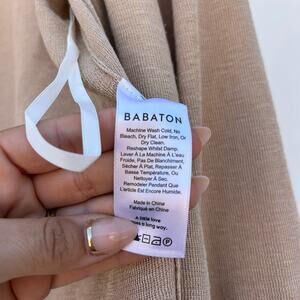 BABATON
Machine Wash Cold, No
Bleach, Dry Flat, Low Iron, Or
Dry Clean.
Reshape Whilst Damp.
Laver À La Machine À L'eau
Froide, Pas De Blanchiment,
Sécher À Plat, Repasser À
Basse Température, Ou
Nettoyer À Sec.
Remodeler Pendant Que
L'article Est Encore Humide.
Made in China
Fabriqué en Chine
A little love
a long way.